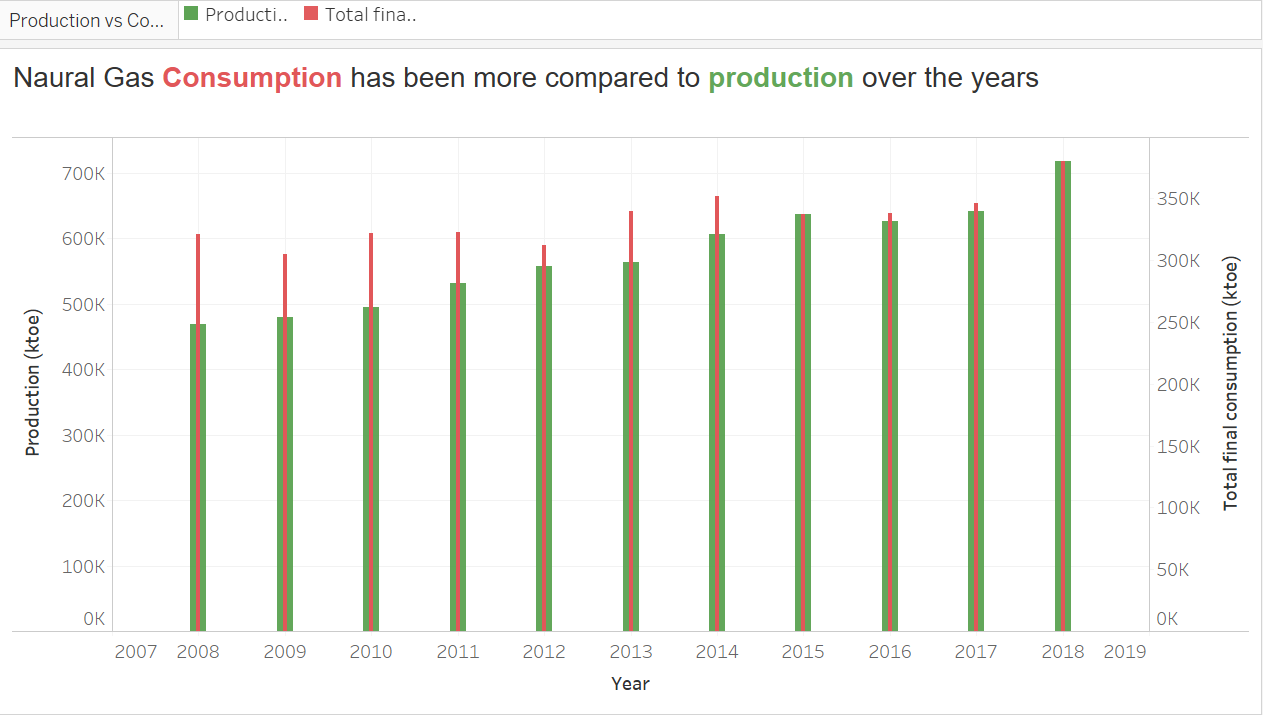 Production vs Co...
Producti.. Total fina..
Naural Gas Consumption has been more compared to production over the years
Production (ktoe)
700K
600K
500K
400K
300K
200K
100K
0K
350K
300K
250K
200K
150K
100K
50K
0K
Total final consumption (ktoe)
2007 2008 2009 2010 2011 2012 2013 2014 2015 2016 2017 2018 2019
Year